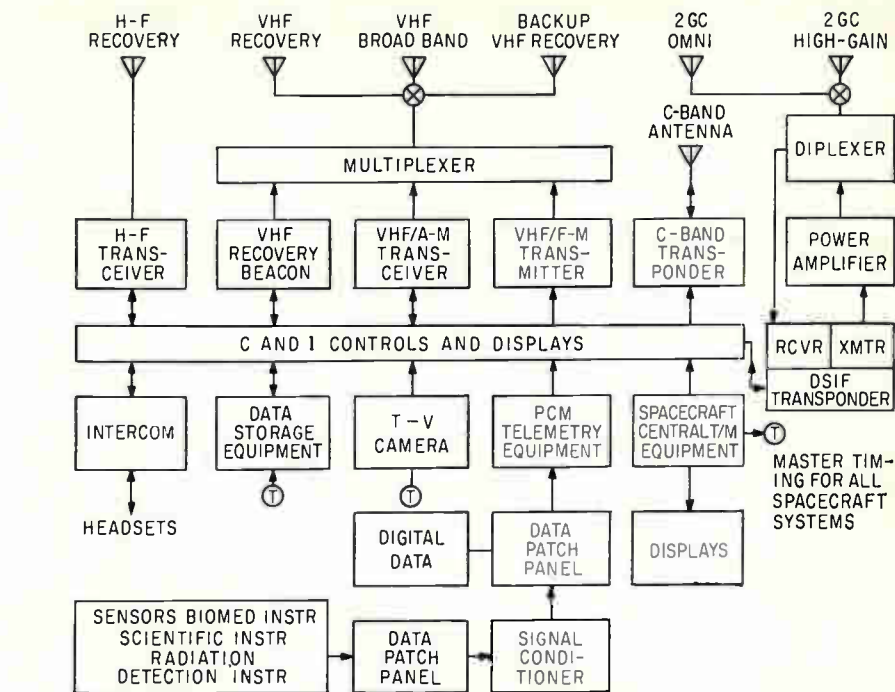 H-F
RECOVERY
VHF
RECOVERY
VHF
BROAD BAND
BACKUP
VHF RECOVERY
2GC
OMNI
2GC
HIGH-GAIN
C-BAND
ANTENNA
MULTIPLEXER
DIPLEXER
H-F
TRANS-
CEIVER
VHF
RECOVERY
BEACON
VHF/A-M
TRANS-
CEIVER
VHF/F-M
TRANS-
MITTER
C-BAND
TRANS-
PONDER
POWER
AMPLIFIER
C AND I CONTROLS AND DISPLAYS
RCVR
XMTR
DSIF
TRANSPONDER
INTERCOM
DATA
STORAGE
EQUIPMENT
T-V
CAMERA
PCM
TELEMETRY
EQUIPMENT
SPACECRAFT
CENTRALT/M
EQUIPMENT
T
MASTER TIM-
ING FOR ALL
SPACECRAFT
SYSTEMS
T
T
HEADSETS
DIGITAL
DATA
DATA
PATCH
PANEL
DISPLAYS
SENSORS BIOMED INSTR
SCIENTIFIC INSTR
RADIATION
DETECTION INSTR
DATA
PATCH
PANEL
SIGNAL
CONDI-
TIONER